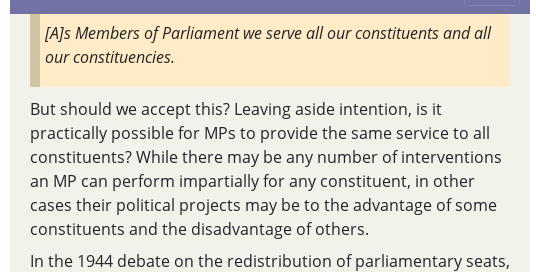 [A]s Members of Parliament we serve all our constituents and all
our constituencies.
But should we accept this? Leaving aside intention, is it
practically possible for MPs to provide the same service to all
constituents? While there may be any number of interventions
an MP can perform impartially for any constituent, in other
cases their political projects may be to the advantage of some
constituents and the disadvantage of others.
In the 1944 debate on the redistribution of parliamentary seats,